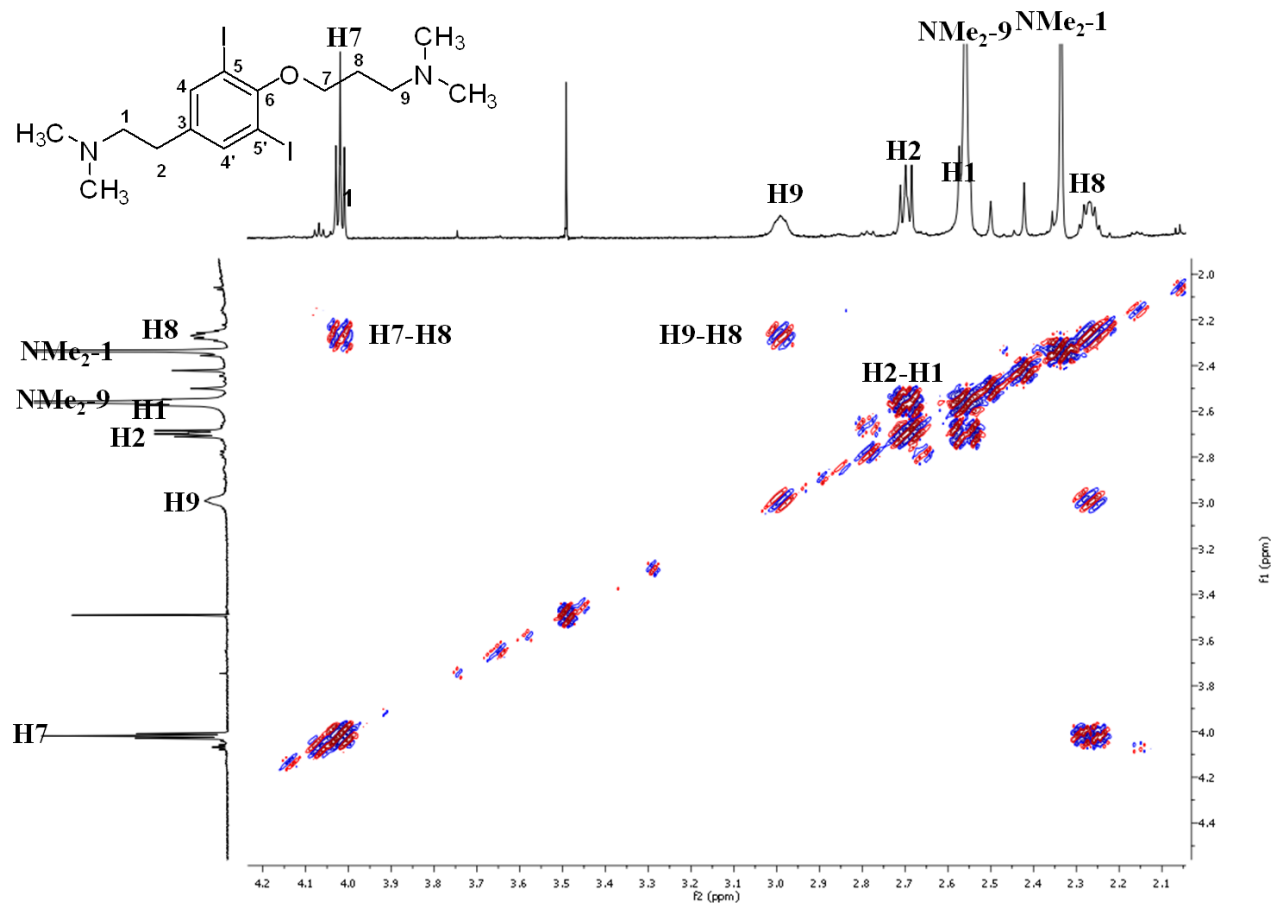 NMe2-9 NMe2-1
H7
I
CH3
8
4 5 O 7 N
6 9 CH3
1 3
H3C 5' I
N 2 4'
CH3
1
H9
H2
H1
H8
H8
NMe2-1
NMe2-9
H1
H2
H9
H7
H7-H8
H9-H8
H2-H1
2.0
2.2
2.4
2.6
2.8
3.0
3.2
3.4
3.6
3.8
4.0
4.2
4.4
f1 (ppm)
4.2 4.1 4.0 3.9 3.8 3.7 3.6 3.5 3.4 3.3 3.2 3.1 3.0 2.9 2.8 2.7 2.6 2.5 2.4 2.3 2.2 2.1
f2 (ppm)